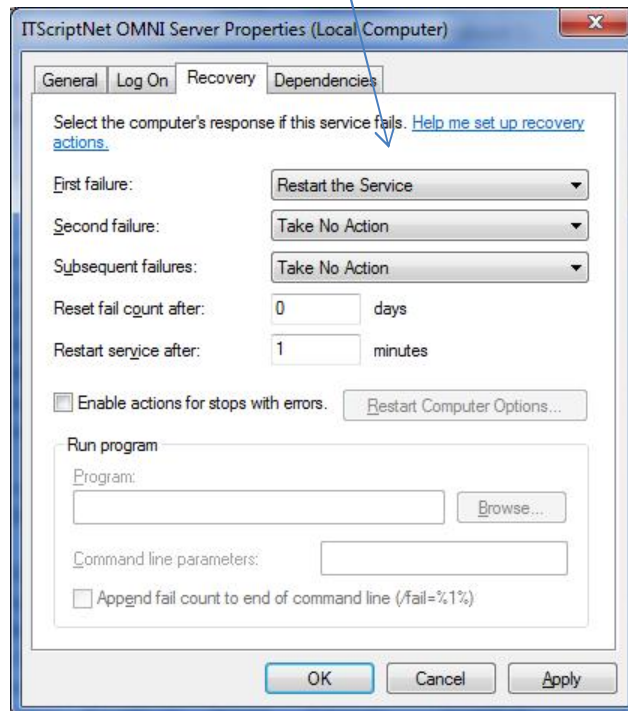 ITScriptNet OMNI Server Properties (Local Computer)
General Log On Recovery Dependencies
Select the computer's response if this service fails. Help me set up recovery
actions.
First failure: Restart the Service
Second failure: Take No Action
Subsequent failures: Take No Action
Reset fail count after: 0 days
Restart service after: 1 minutes
Enable actions for stops with errors. Restart Computer Options...
Run program
Program:
Browse...
Command line parameters:
Append fail count to end of command line (/fail=%1%)
OK Cancel Apply